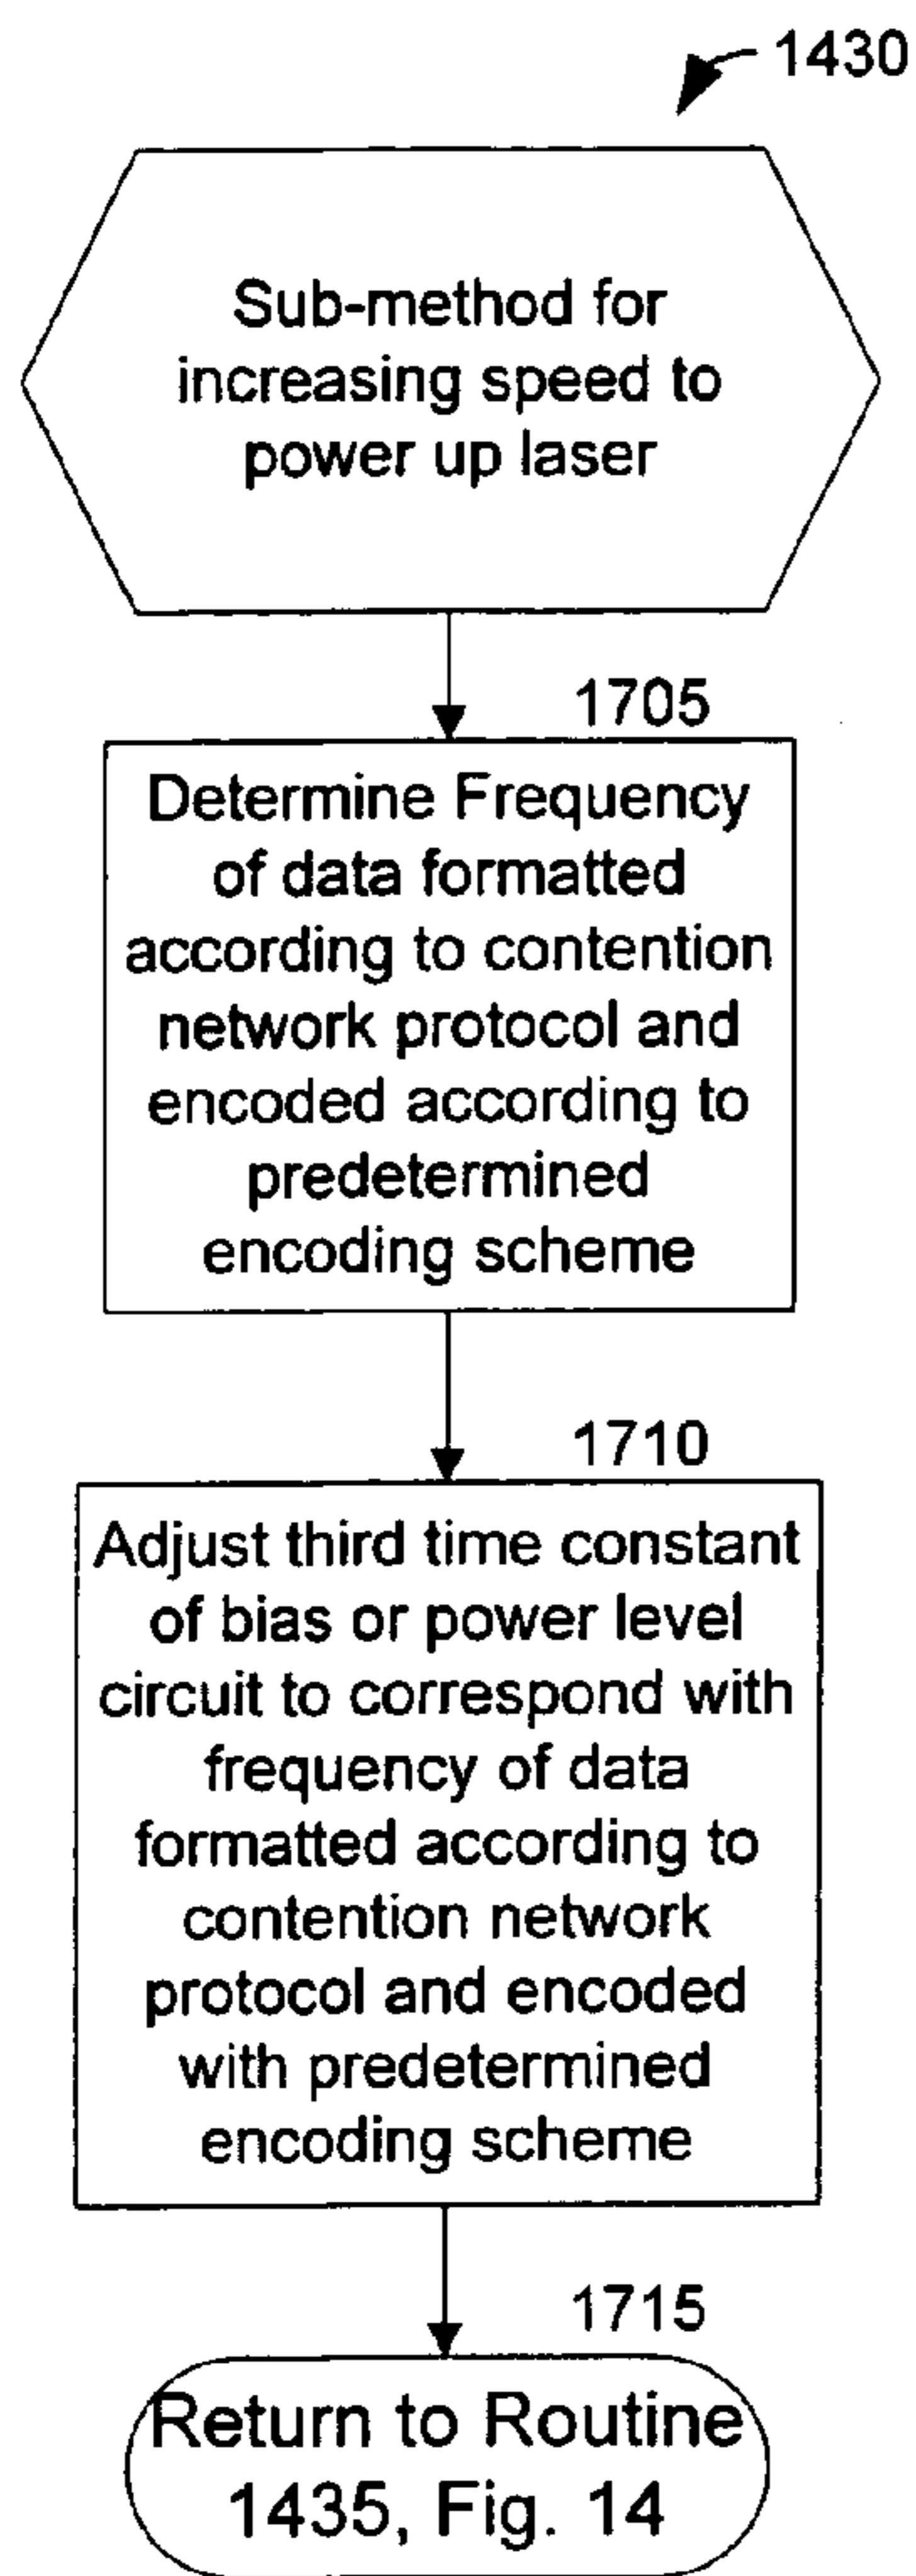 1430
Sub-method for
increasing speed to
power up laser
1705
Determine Frequency
of data formatted
according to contention
network protocol and
encoded according to
predetermined
encoding scheme
1710
Adjust third time constant
of bias or power level
circuit to correspond with
frequency of data
formatted according to
contention network
protocol and encoded
with predetermined
encoding scheme
1715
Return to Routine
1435, Fig. 14